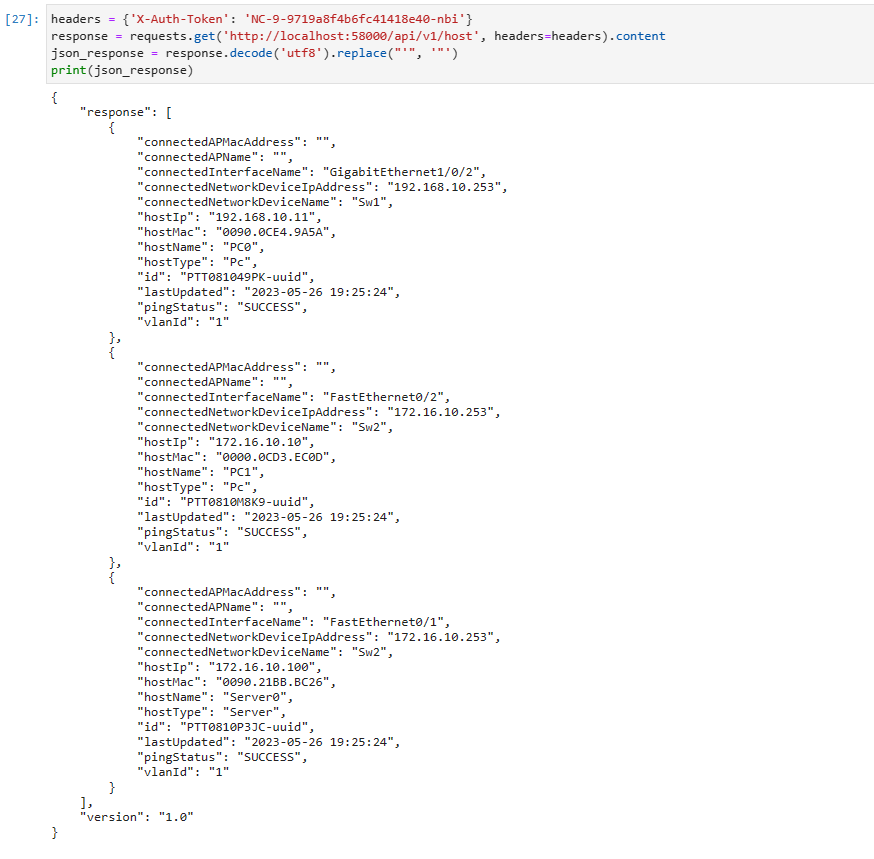 [27]: headers = {'X-Auth-Token': 'NC-9-9719a8f4b6fc41418e40-nbi'}
response = requests.get('http://localhost:58000/api/v1/host', headers=headers).content
json_response = response.decode('utf8').replace("'", '"')
print(json_response)
{
    "response": [
        {
            "connectedAPMacAddress": "",
            "connectedAPName": "",
            "connectedInterfaceName": "GigabitEthernet1/0/2",
            "connectedNetworkDeviceIpAddress": "192.168.10.253",
            "connectedNetworkDeviceName": "Sw1",
            "hostIp": "192.168.10.11",
            "hostMac": "0090.0CE4.9A5A",
            "hostName": "PC0",
            "hostType": "Pc",
            "id": "PTT081049PK-uuid",
            "lastUpdated": "2023-05-26 19:25:24",
            "pingStatus": "SUCCESS",
            "vlanId": "1"
        },
        {
            "connectedAPMacAddress": "",
            "connectedAPName": "",
            "connectedInterfaceName": "FastEthernet0/2",
            "connectedNetworkDeviceIpAddress": "172.16.10.253",
            "connectedNetworkDeviceName": "Sw2",
            "hostIp": "172.16.10.10",
            "hostMac": "0000.0CD3.EC0D",
            "hostName": "PC1",
            "hostType": "Pc",
            "id": "PTT0810M8K9-uuid",
            "lastUpdated": "2023-05-26 19:25:24",
            "pingStatus": "SUCCESS",
            "vlanId": "1"
        },
        {
            "connectedAPMacAddress": "",
            "connectedAPName": "",
            "connectedInterfaceName": "FastEthernet0/1",
            "connectedNetworkDeviceIpAddress": "172.16.10.253",
            "connectedNetworkDeviceName": "Sw2",
            "hostIp": "172.16.10.100",
            "hostMac": "0090.21BB.BC26",
            "hostName": "Server0",
            "hostType": "Server",
            "id": "PTT0810P3JC-uuid",
            "lastUpdated": "2023-05-26 19:25:24",
            "pingStatus": "SUCCESS",
            "vlanId": "1"
        }
    ],
    "version": "1.0"
}